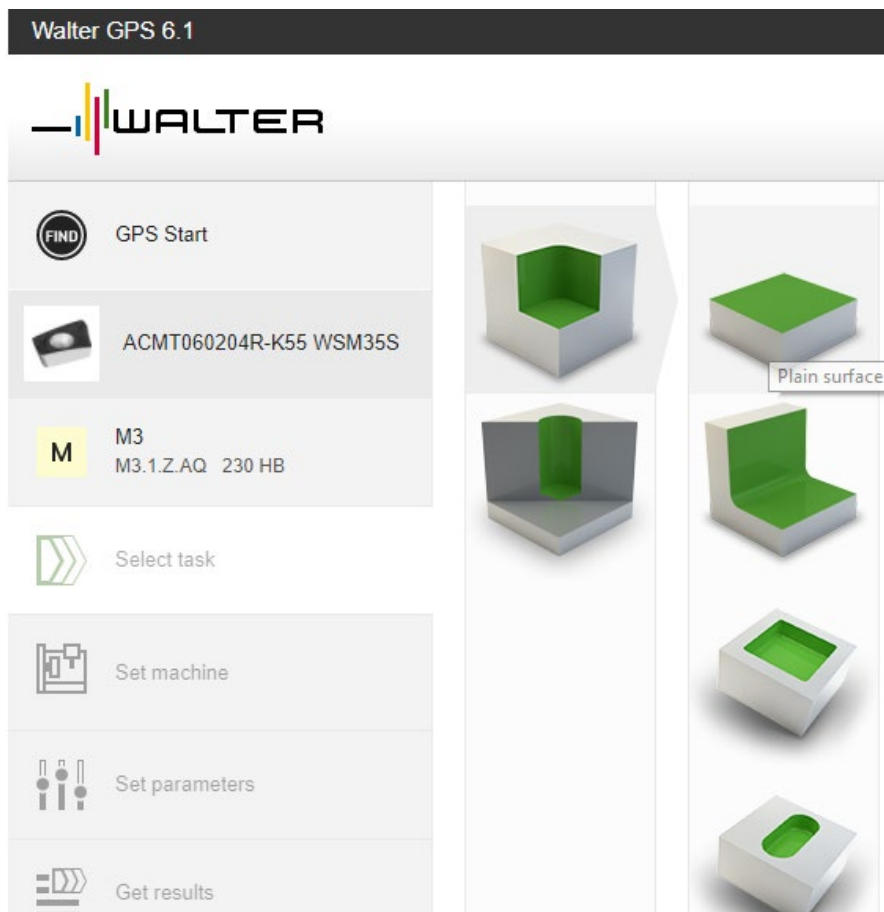 Walter GPS 6.1
WALTER
FIND
GPS Start
ACMT060204R-K55 WSM35S
M
M3
M3.1.Z.AQ 230 HB
Select task
Set machine
Set parameters
Get results
Plain surface